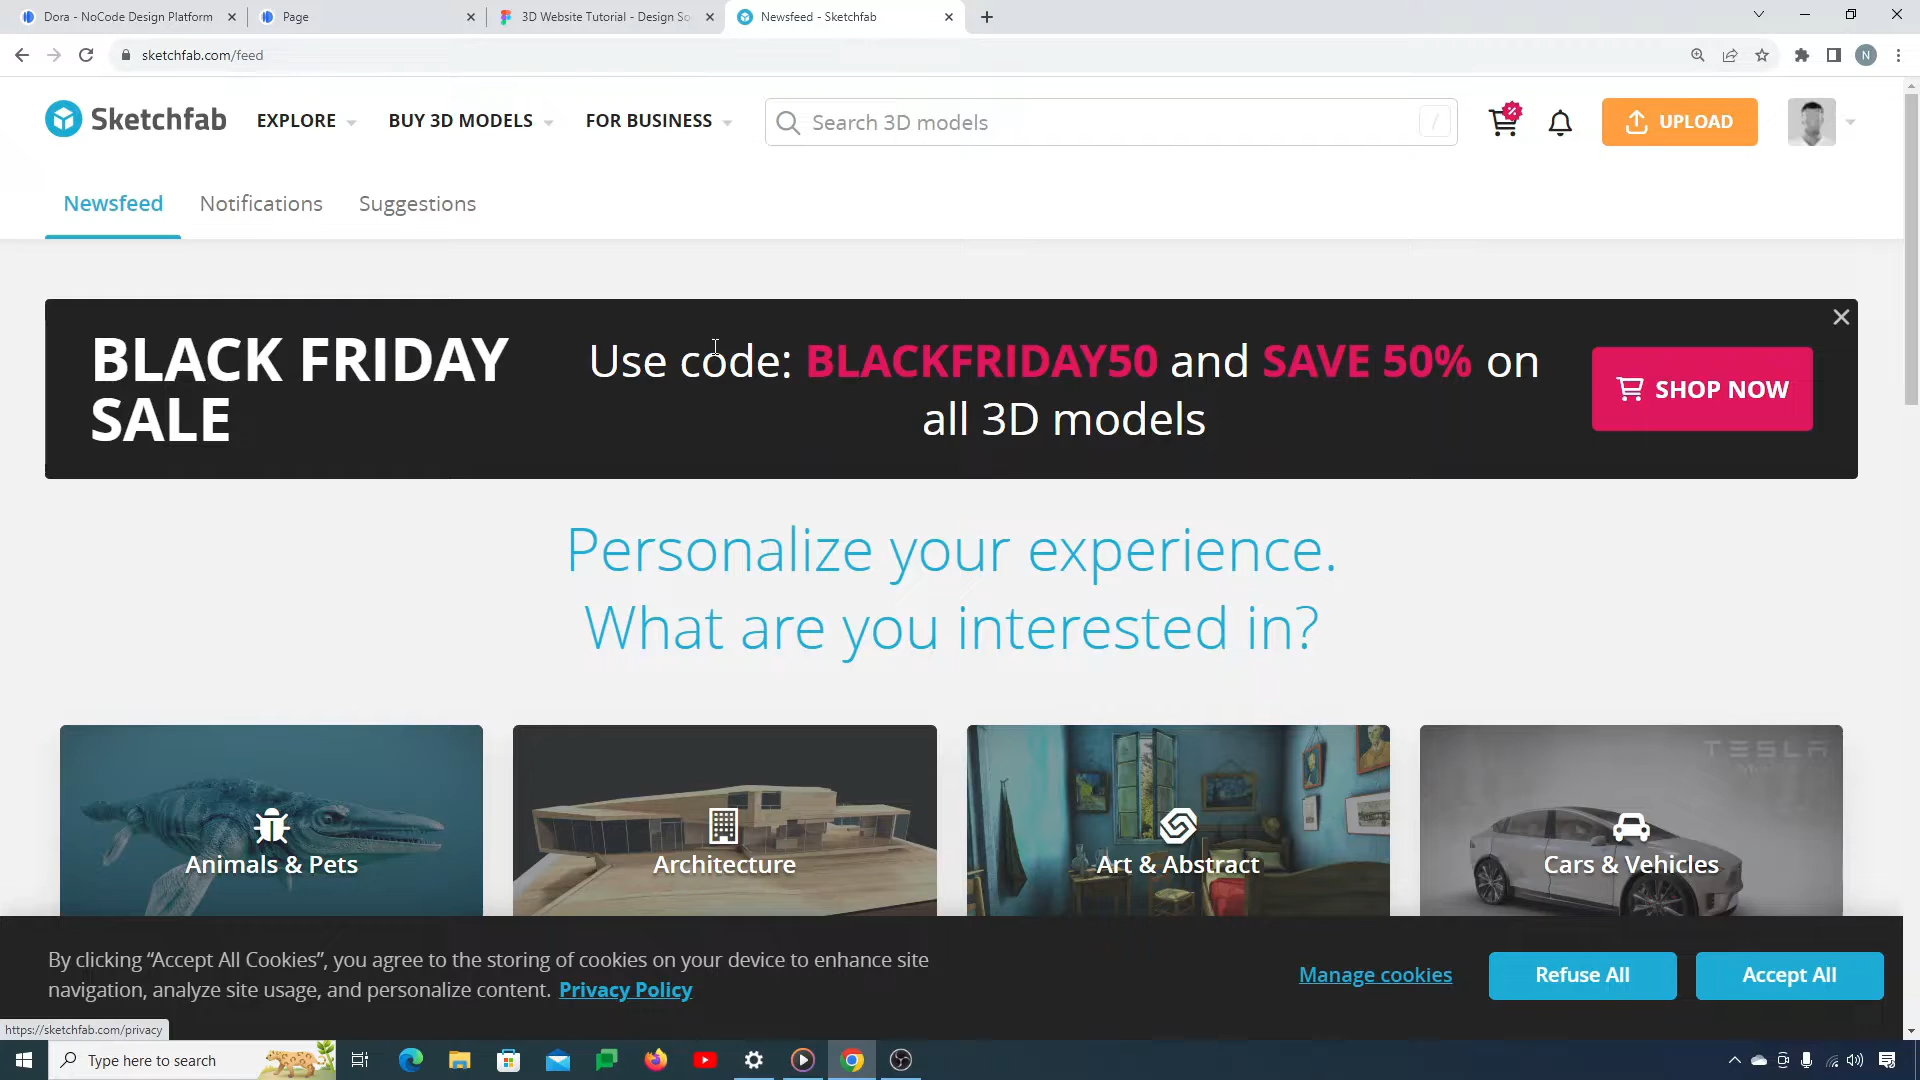 Dora - NoCode Design Platform
Page
3D Website Tutorial - Design So
Newsfeed - Sketchfab
sketchfab.com/feed
N
Sketchfab
EXPLORE
BUY 3D MODELS
FOR BUSINESS
Search 3D models
/
UPLOAD
Newsfeed
Notifications
Suggestions
BLACK FRIDAY
SALE
Use code: BLACKFRIDAY50 and SAVE 50% on
all 3D models
SHOP NOW
Personalize your experience.
What are you interested in?
TESLA
Animals & Pets
Architecture
Art & Abstract
Cars & Vehicles
By clicking “Accept All Cookies”, you agree to the storing of cookies on your device to enhance site
navigation, analyze site usage, and personalize content. Privacy Policy
Manage cookies
Refuse All
Accept All
https://sketchfab.com/privacy
Type here to search